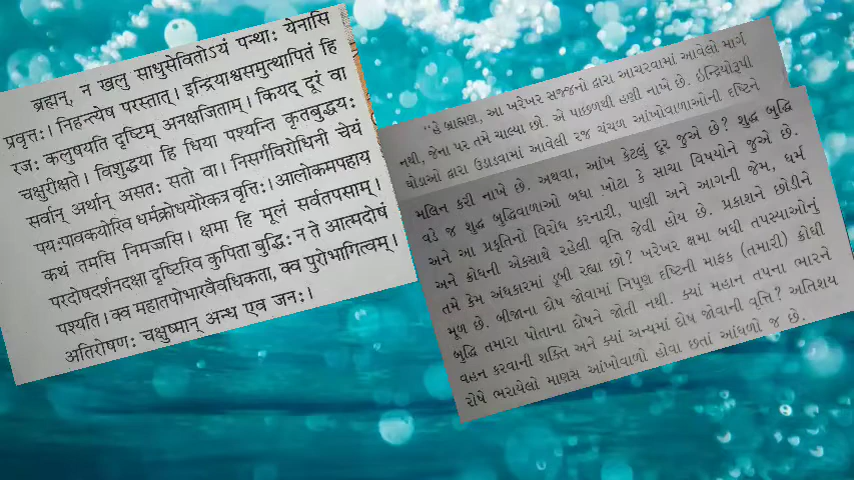 ब्रह्मन्, न खलु साधुसेवितोऽयं पन्थाः येनासि
प्रवृत्तः। निहन्त्येष परस्तात्। इन्द्रियाश्वसमुत्थापितं हि
रजः कलुषयति दृष्टिम् अनक्षजिताम्। कियद् दूरं वा
चक्षुरीक्षते। विशुद्धया हि धिया पश्यन्ति कृतबुद्धयः
सर्वान् अर्थान् असतः सतो वा। निसर्गविरोधिनी चेयं
पयःपावकयोरिव धर्मक्रोधयोरेकत्र वृत्तिः। आलोकमपहाय
कथं तमसि निमज्जसि। क्षमा हि मूलं सर्वतपसाम्।
परदोषदर्शनदक्षा दृष्टिरिव कुपिता बुद्धिः न ते आत्मदोषं
पश्यति। क्व महातपोभारवैवधिकता, क्व पुरोभागित्वम्।
अतिरोषणः चक्षुष्मान् अन्ध एव जनः।
"હે બ્રાહ્મણ, આ ખરેખર સજ્જનો દ્વારા આચરવામાં આવેલો માર્ગ
નથી, જેના પર તમે ચાલ્યા છો. એ પાછળથી હણી નાખે છે. ઇન્દ્રિયોરૂપી
ઘોડાઓ દ્વારા ઉડાડવામાં આવેલી રજ ચંચળ આંખોવાળાઓની દૃષ્ટિને
મલિન કરી નાખે છે. અથવા, આંખ કેટલું દૂર જુએ છે? શુદ્ધ બુદ્ધિ
વડે જ શુદ્ધ બુદ્ધિવાળાઓ બધા ખોટા કે સાચા વિષયોને જુએ છે.
અને આ પ્રકૃતિનો વિરોધ કરનારી, પાણી અને આગની જેમ, ધર્મ
અને ક્રોધની એકસાથે રહેલી વૃત્તિ જેવી હોય છે. પ્રકાશને છોડીને
તમે કેમ અંધકારમાં ડૂબી રહ્યા છો? ખરેખર ક્ષમા બધી તપસ્યાઓનું
મૂળ છે. બીજાના દોષ જોવામાં નિપુણ દૃષ્ટિની માફક (તમારી) ક્રોધી
બુદ્ધિ તમારા પોતાના દોષને જોતી નથી. ક્યાં મહાન તપના ભારને
વહન કરવાની શક્તિ અને ક્યાં અન્યમાં દોષ જોવાની વૃત્તિ? અતિશય
રોષે ભરાયેલો માણસ આંખોવાળો હોવા છતાં આંધળો જ છે.